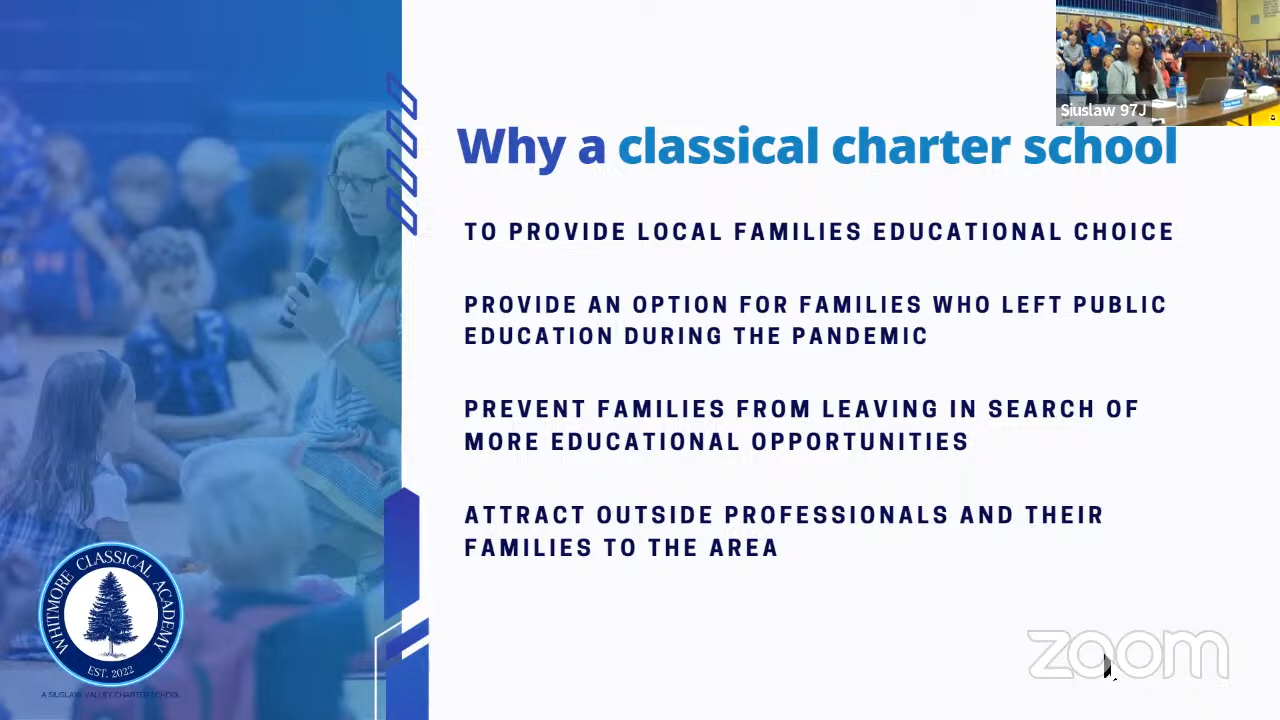 Siuslaw 97J
Why a classical charter school
TO PROVIDE LOCAL FAMILIES EDUCATIONAL CHOICE
PROVIDE AN OPTION FOR FAMILIES WHO LEFT PUBLIC
EDUCATION DURING THE PANDEMIC
PREVENT FAMILIES FROM LEAVING IN SEARCH OF
MORE EDUCATIONAL OPPORTUNITIES
ATTRACT OUTSIDE PROFESSIONALS AND THEIR
FAMILIES TO THE AREA
WHITMORE CLASSICAL ACADEMY
EST. 2022
A SIUSLAW VALLEY CHARTER SCHOOL
zoom